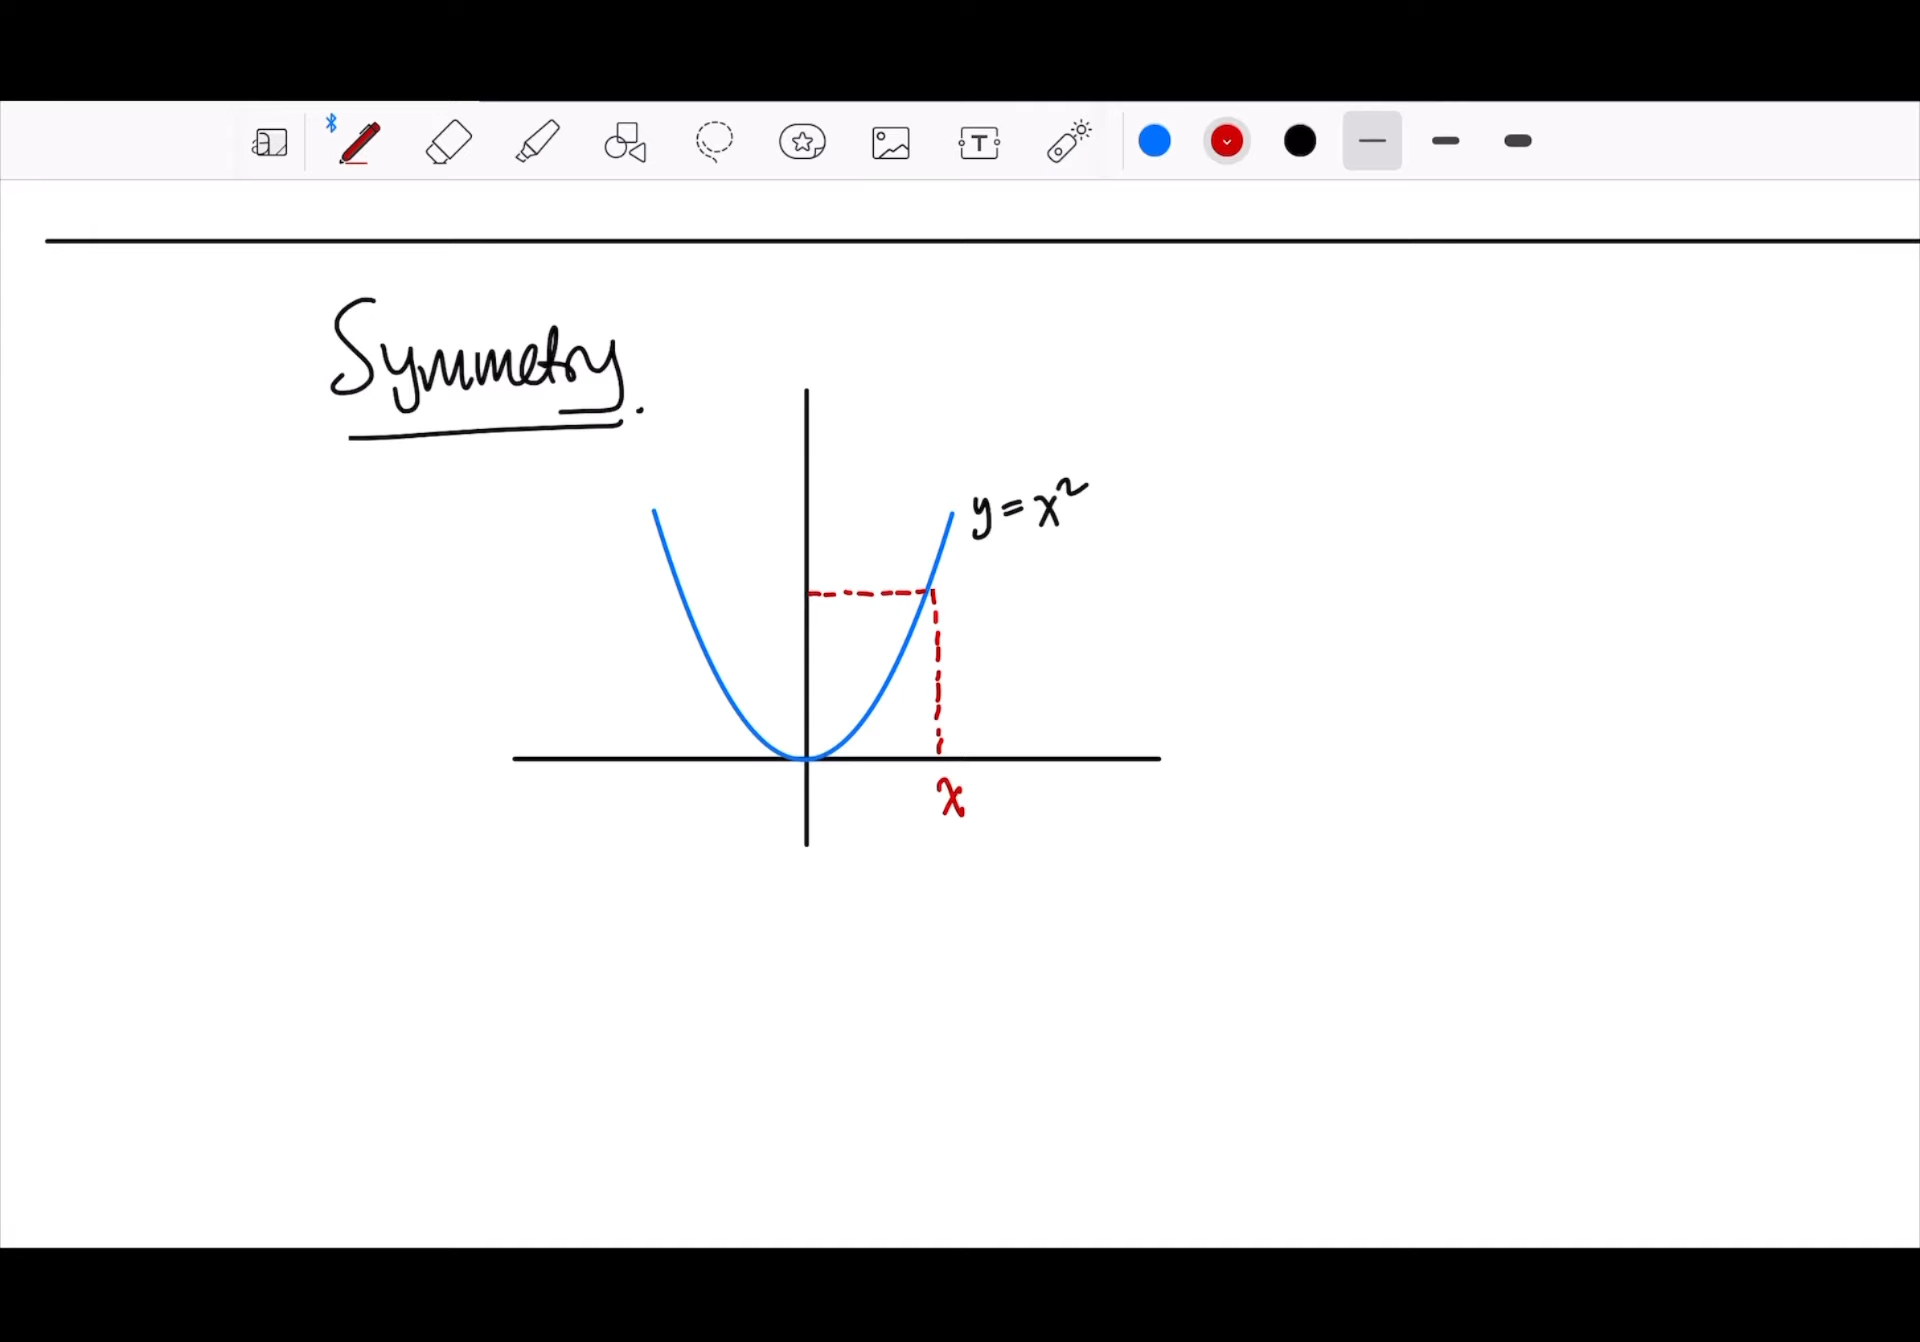 Symmetry.
y = x²
x